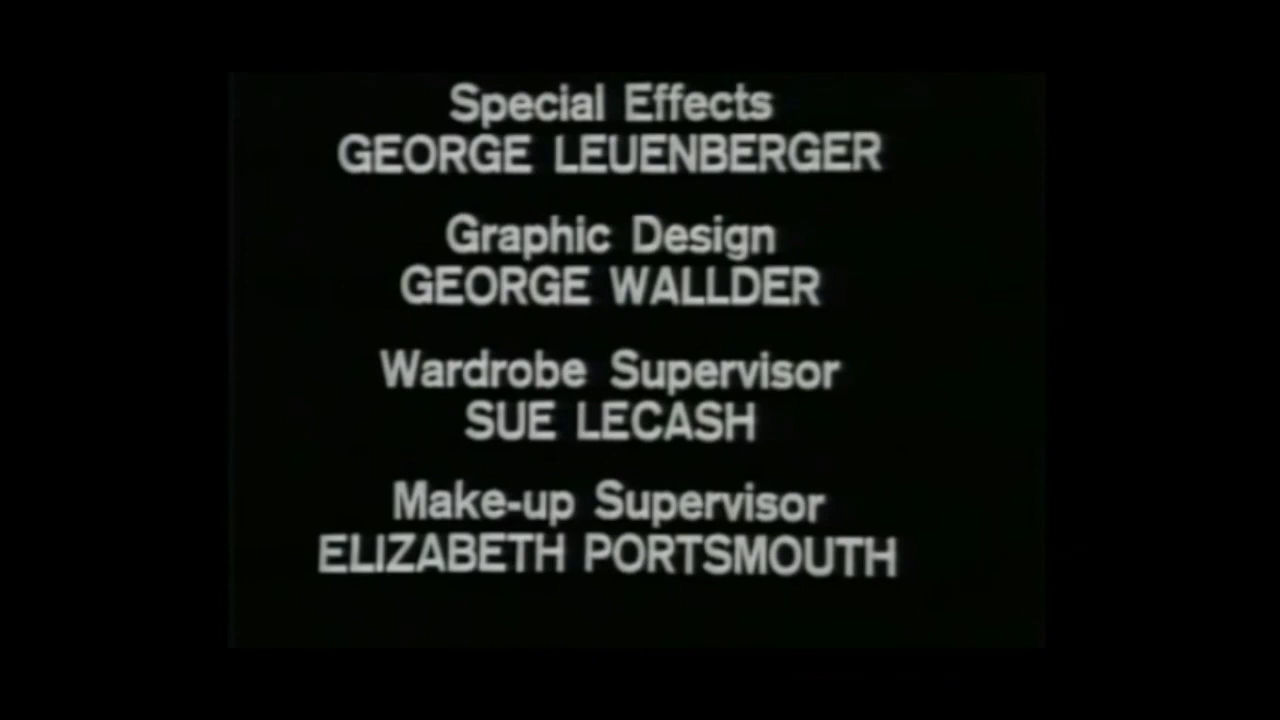 Special Effects
GEORGE LEUENBERGER
Graphic Design
GEORGE WALLDER
Wardrobe Supervisor
SUE LECASH
Make-up Supervisor
ELIZABETH PORTSMOUTH